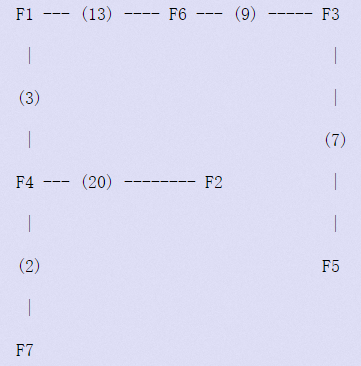 F1 --- (13) ---- F6 --- (9) ----- F3
| |
(3) |
| (7)
F4 --- (20) -------- F2 |
| |
(2) F5
|
F7